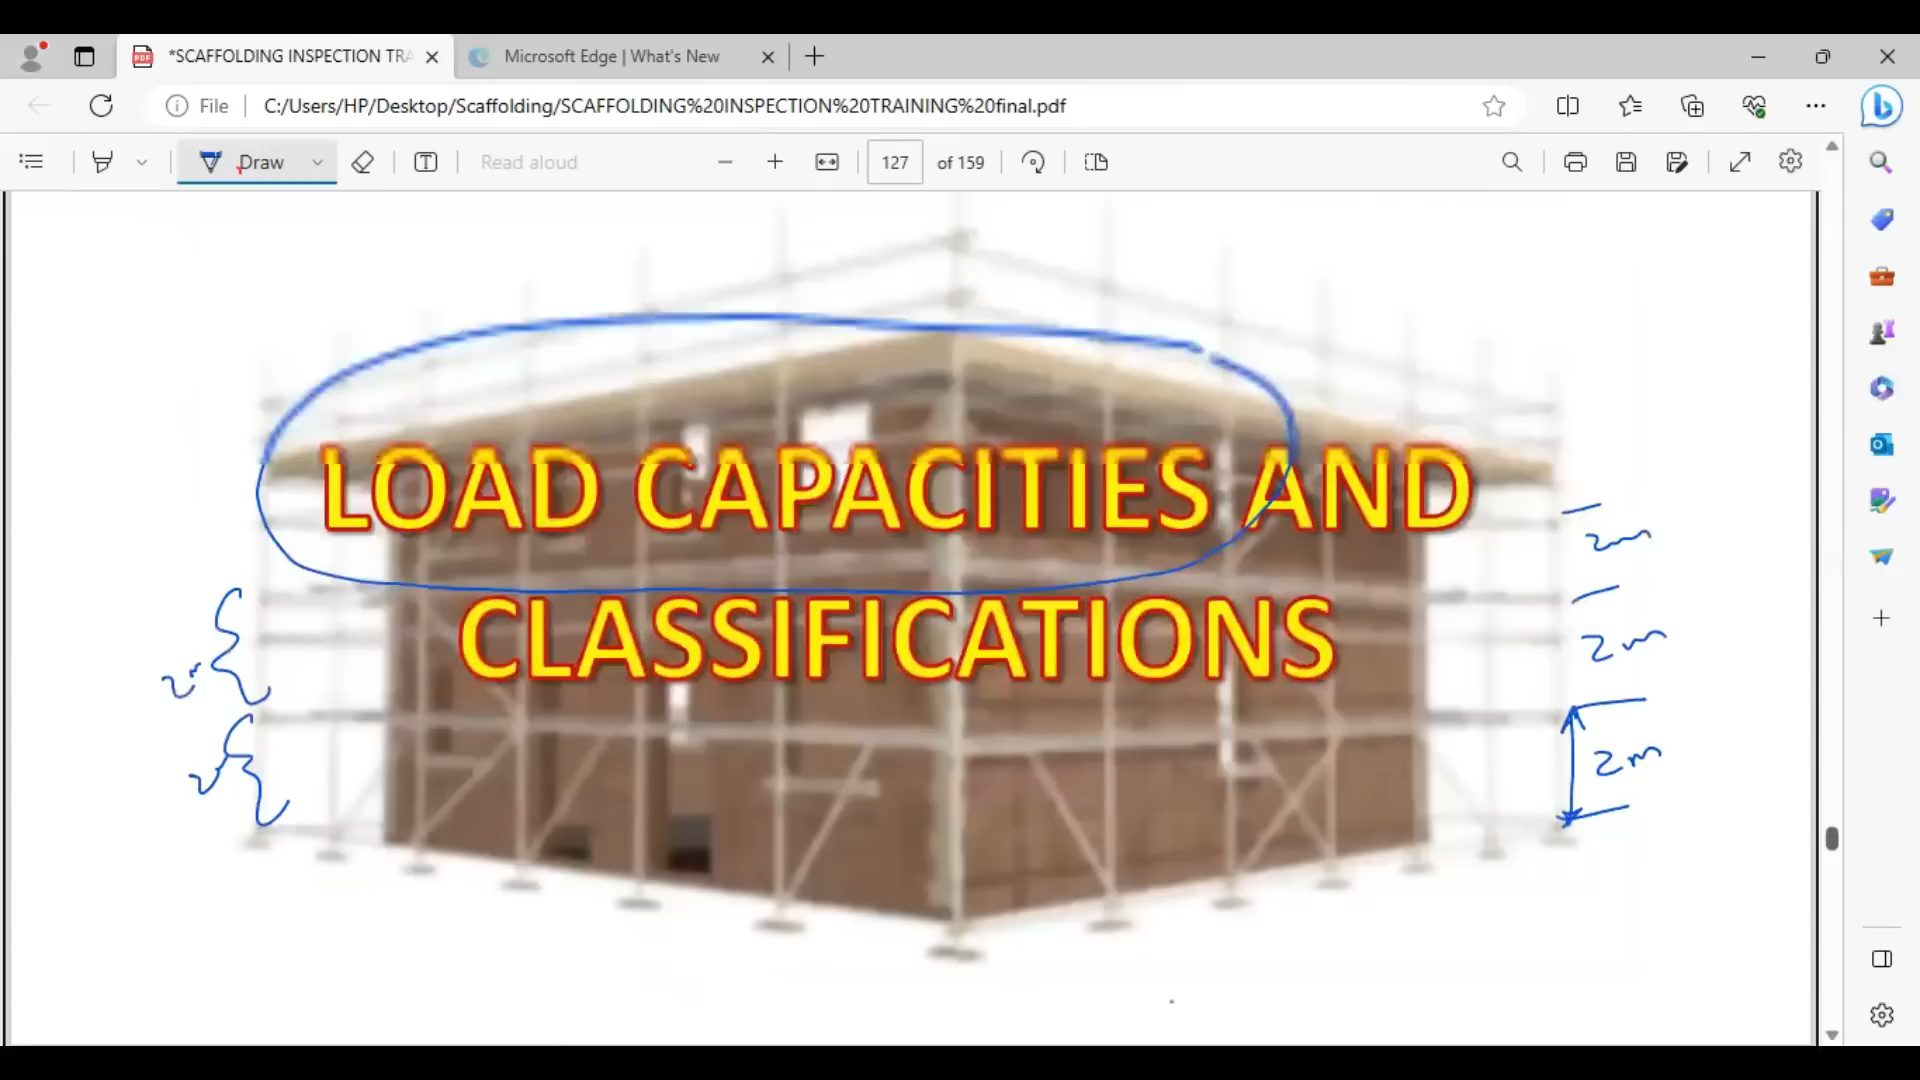 *SCAFFOLDING INSPECTION TRA
Microsoft Edge | What's New
File
C:/Users/HP/Desktop/Scaffolding/SCAFFOLDING%20INSPECTION%20TRAINING%20final.pdf
Draw
Read aloud
127 of 159
LOAD CAPACITIES AND
CLASSIFICATIONS
2m
2m
2m